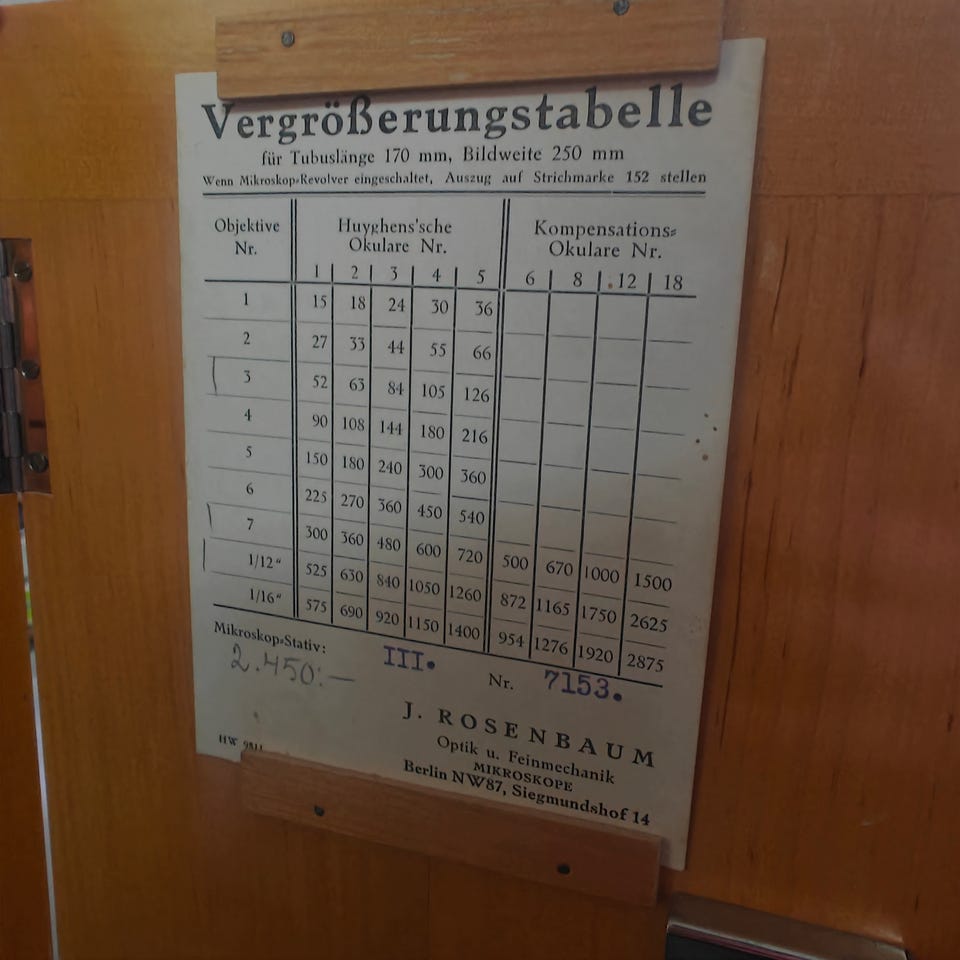 Vergrößerungstabelle
für Tubuslänge 170 mm, Bildweite 250 mm
Wenn Mikroskop-Revolver eingeschaltet, Auszug auf Strichmarke 152 stellen
Objektive Nr. Huyghens'sche Okulare Nr. Kompensations-Okulare Nr.
1 2 3 4 5 6 8 12 18
1 15 18 24 30 36
2 27 33 44 55 66
3 52 63 84 105 126
4 90 108 144 180 216
5 150 180 240 300 360
6 225 270 360 450 540
7 300 360 480 600 720 500 670 1000 1500
1/12" 525 630 840 1050 1260 872 1165 1750 2625
1/16" 575 690 920 1150 1400 954 1276 1920 2875
Mikroskop-Stativ: III. Nr. 7153.
2.450:—
J. ROSENBAUM
Optik u. Feinmechanik
MIKROSKOPE
Berlin NW87, Siegmundshof 14
HW